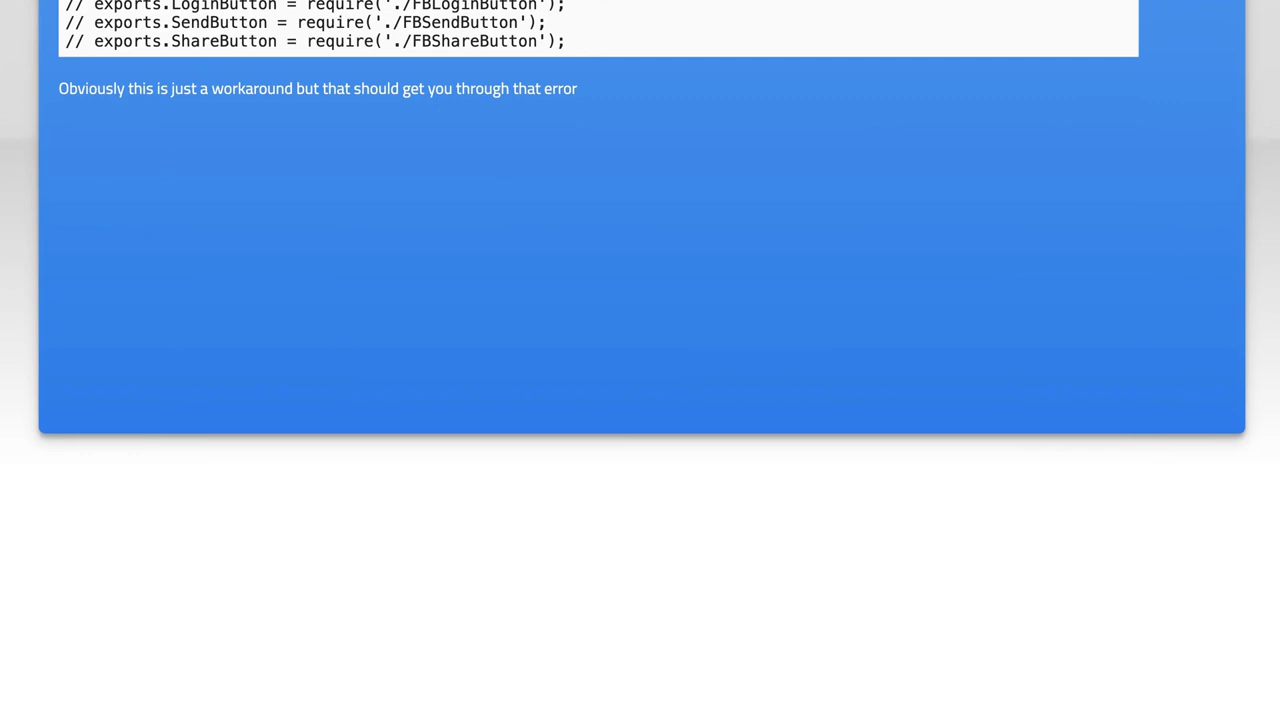 // exports.LoginButton = require('./FBLoginButton');
// exports.SendButton = require('./FBSendButton');
// exports.ShareButton = require('./FBShareButton');
Obviously this is just a workaround but that should get you through that error